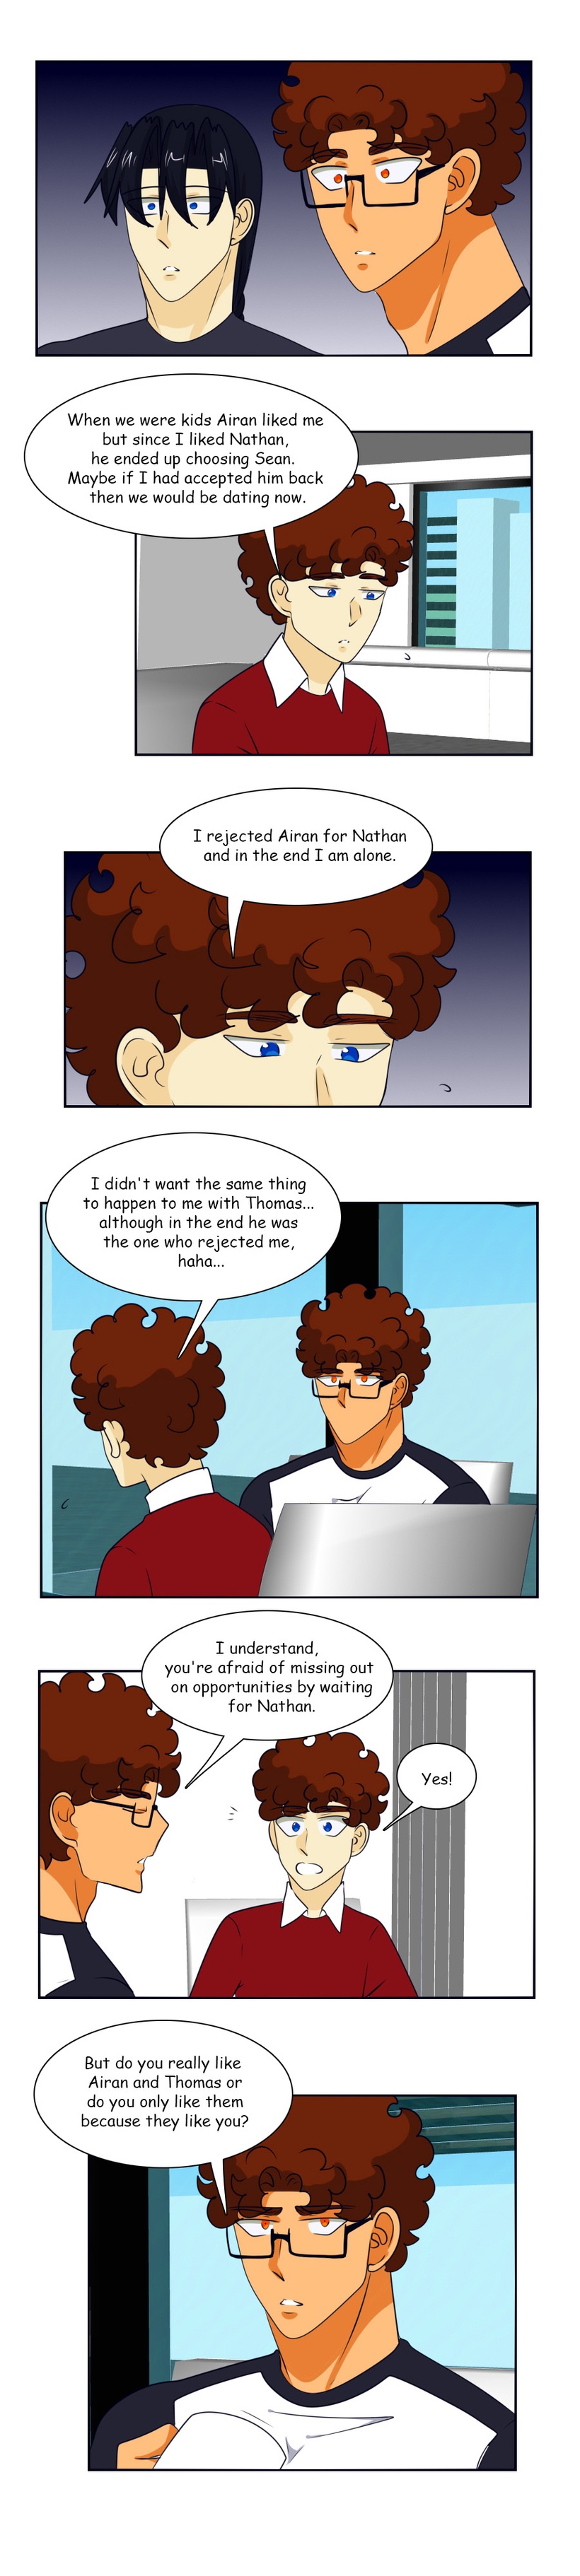 When we were kids Airan liked me
but since I liked Nathan,
he ended up choosing Sean.
Maybe if I had accepted him back
then we would be dating now.
I rejected Airan for Nathan
and in the end I am alone.
I didn't want the same thing
to happen to me with Thomas...
although in the end he was
the one who rejected me,
haha...
I understand,
you're afraid of missing out
on opportunities by waiting
for Nathan.
Yes!
But do you really like
Airan and Thomas or
do you only like them
because they like you?